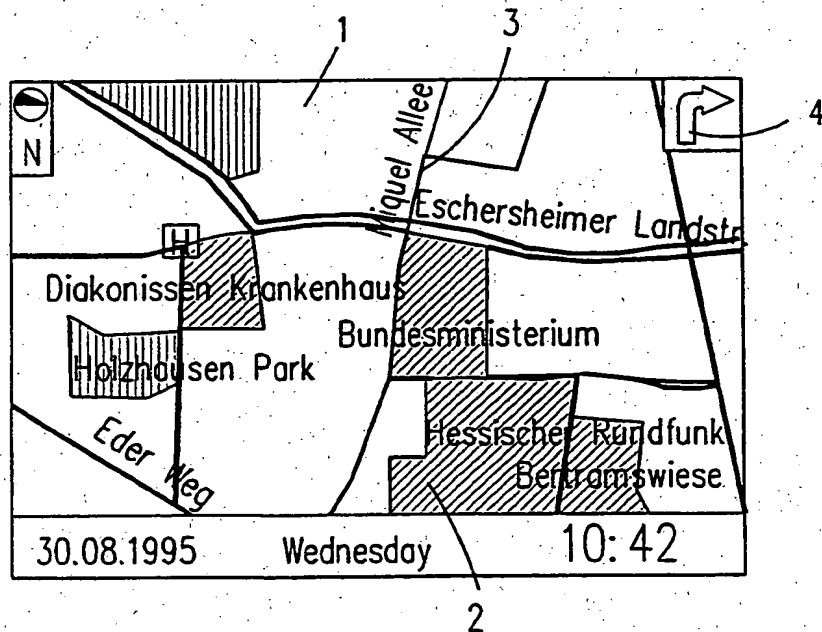 1
3
4
N
Miquel Allee
Eschersheimer Landstr.
H
Diakonissen Krankenhaus
Bundesministerium
Holzhausen Park
Hessischer Rundfunk
Eder Weg
Bertramswiese
30.08.1995 Wednesday 10:42
2